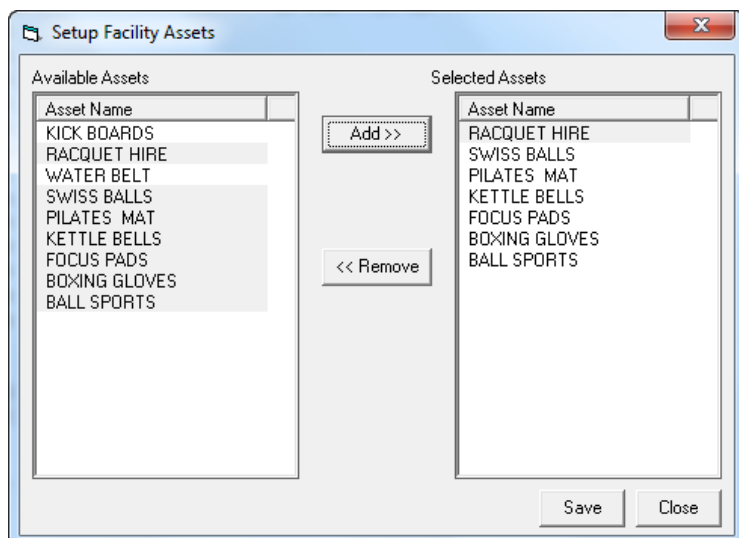 Setup Facility Assets
Available Assets
Asset Name
KICK BOARDS
RACQUET HIRE
WATER BELT
SWISS BALLS
PILATES  MAT
KETTLE BELLS
FOCUS PADS
BOXING GLOVES
BALL SPORTS
Add >>
<< Remove
Selected Assets
Asset Name
RACQUET HIRE
SWISS BALLS
PILATES  MAT
KETTLE BELLS
FOCUS PADS
BOXING GLOVES
BALL SPORTS
Save
Close